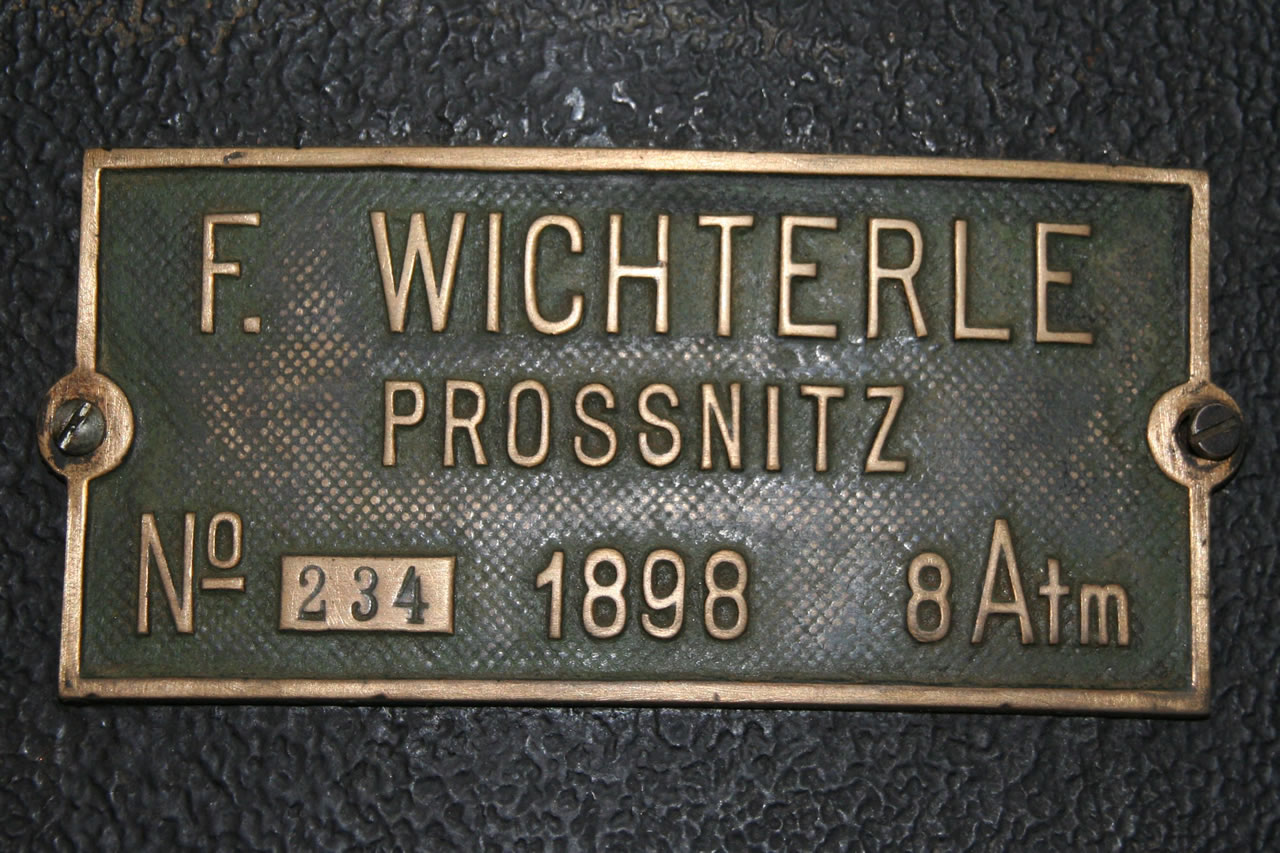 F. WICHTERLE
PROSSNITZ
Nº 234 1898 8 Atm